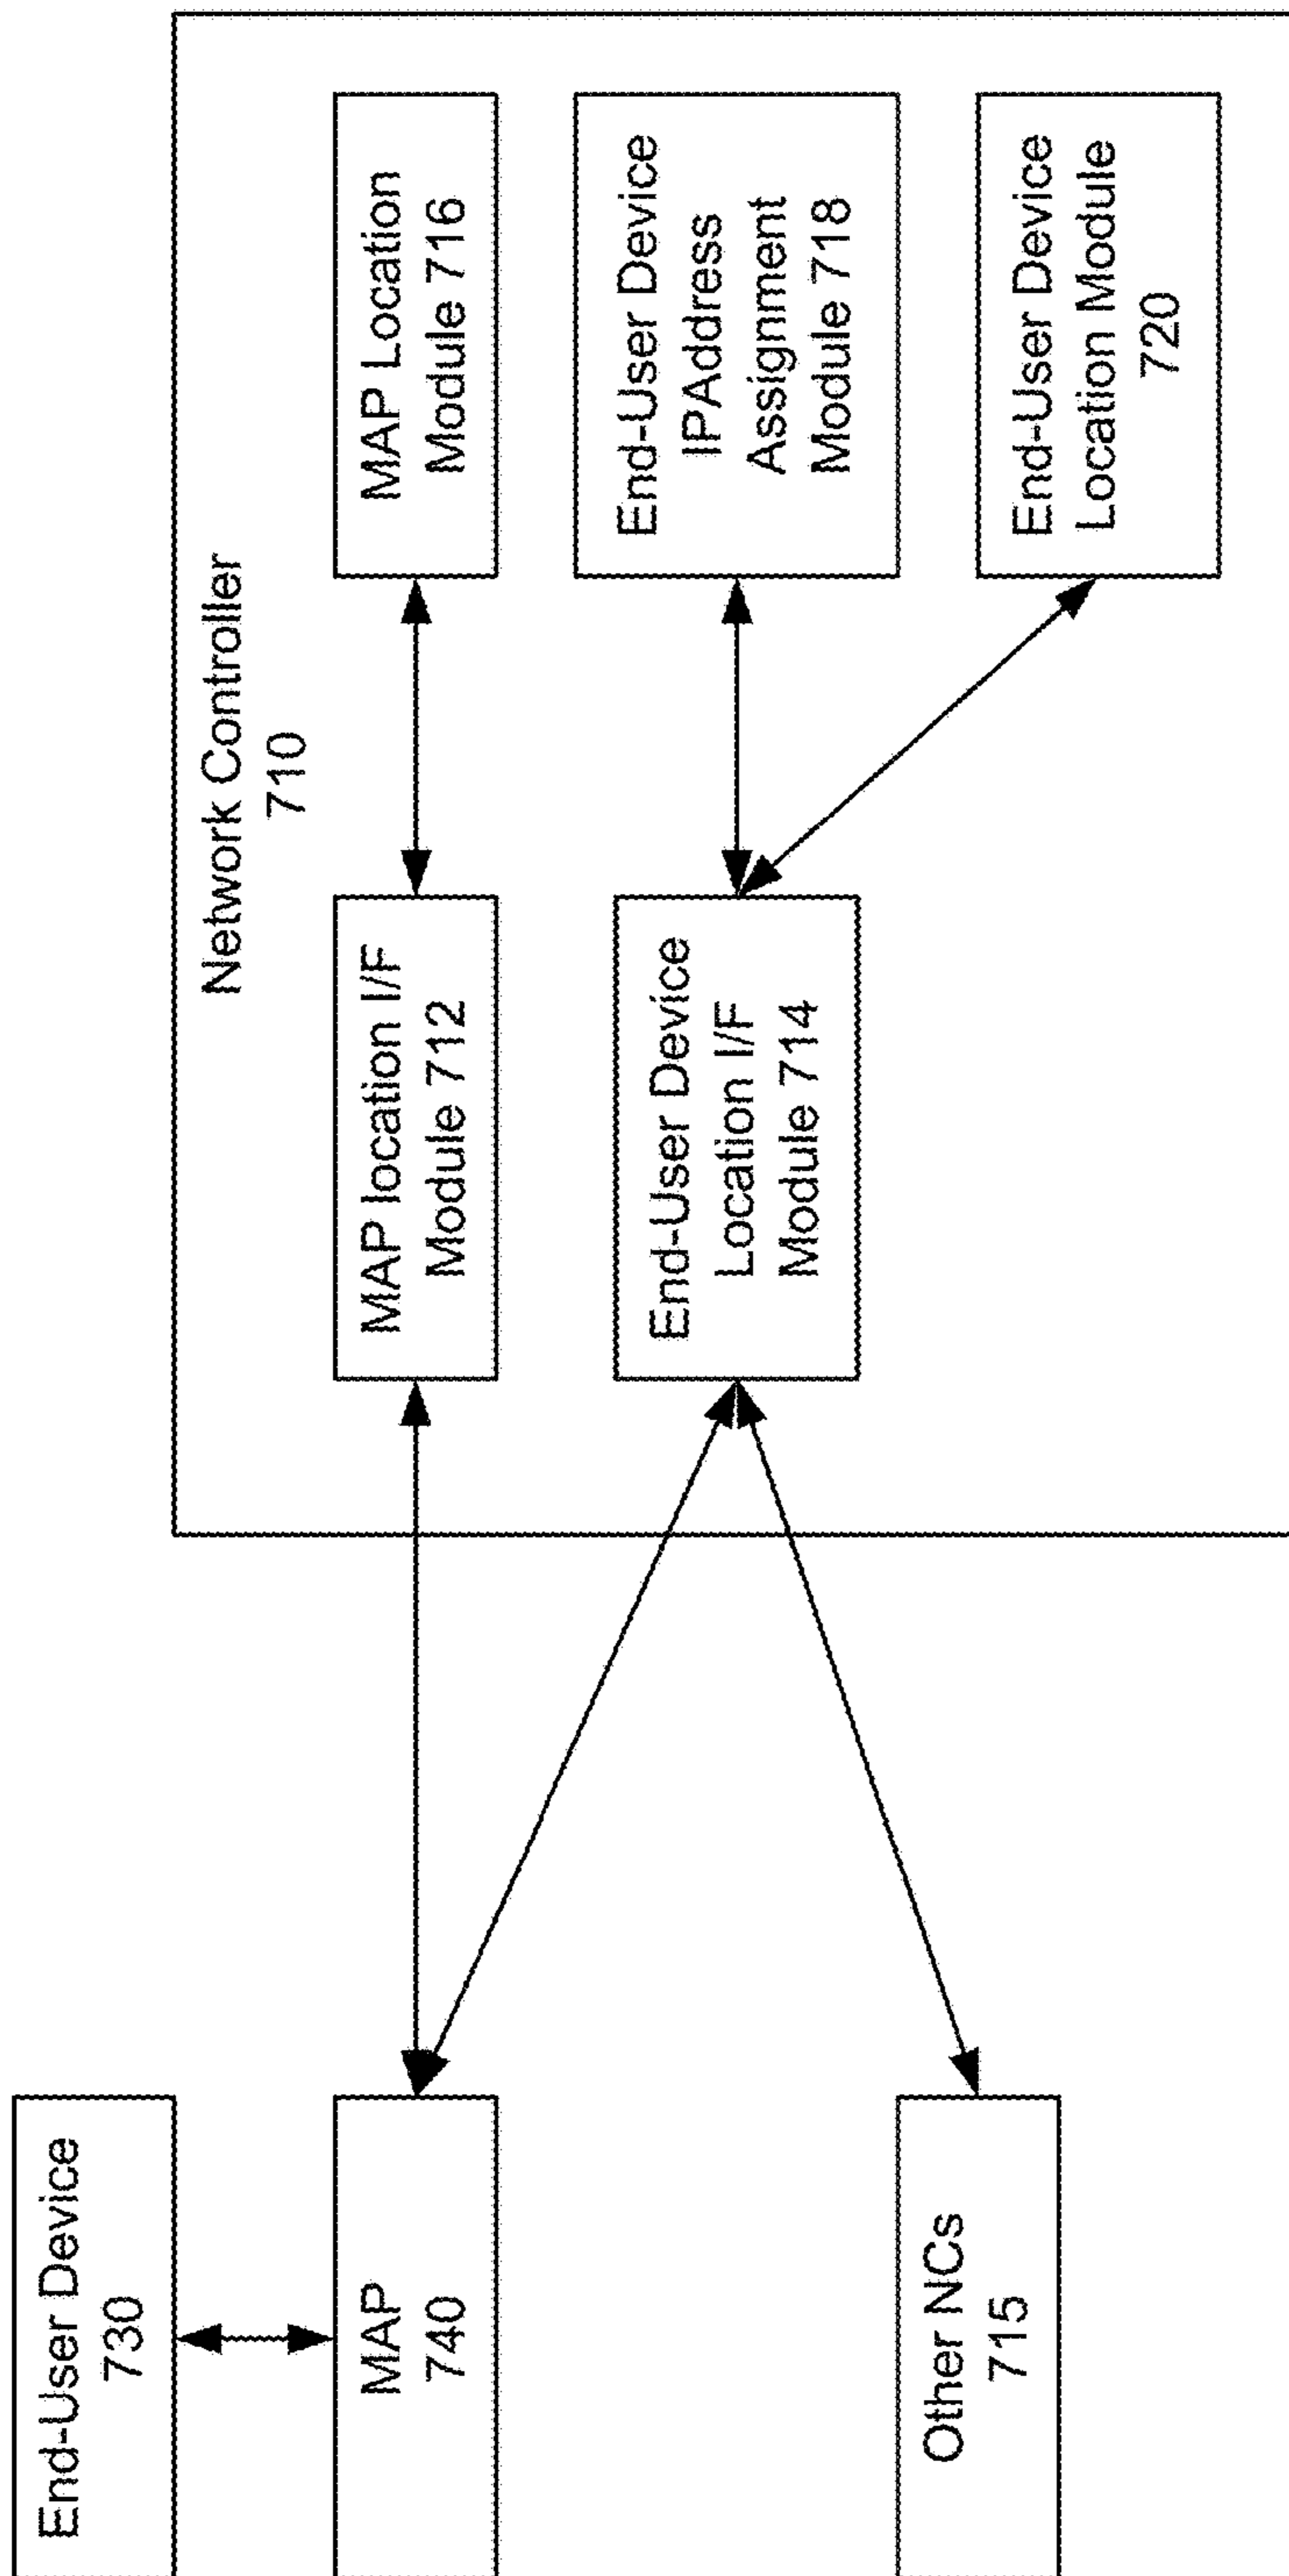 End-User Device
730
MAP
740
Other NCs
715
Network Controller
710
MAP location I/F
Module 712
End-User Device
Location I/F
Module 714
MAP Location
Module 716
End-User Device
IPAddress
Assignment
Module 718
End-User Device
Location Module
720